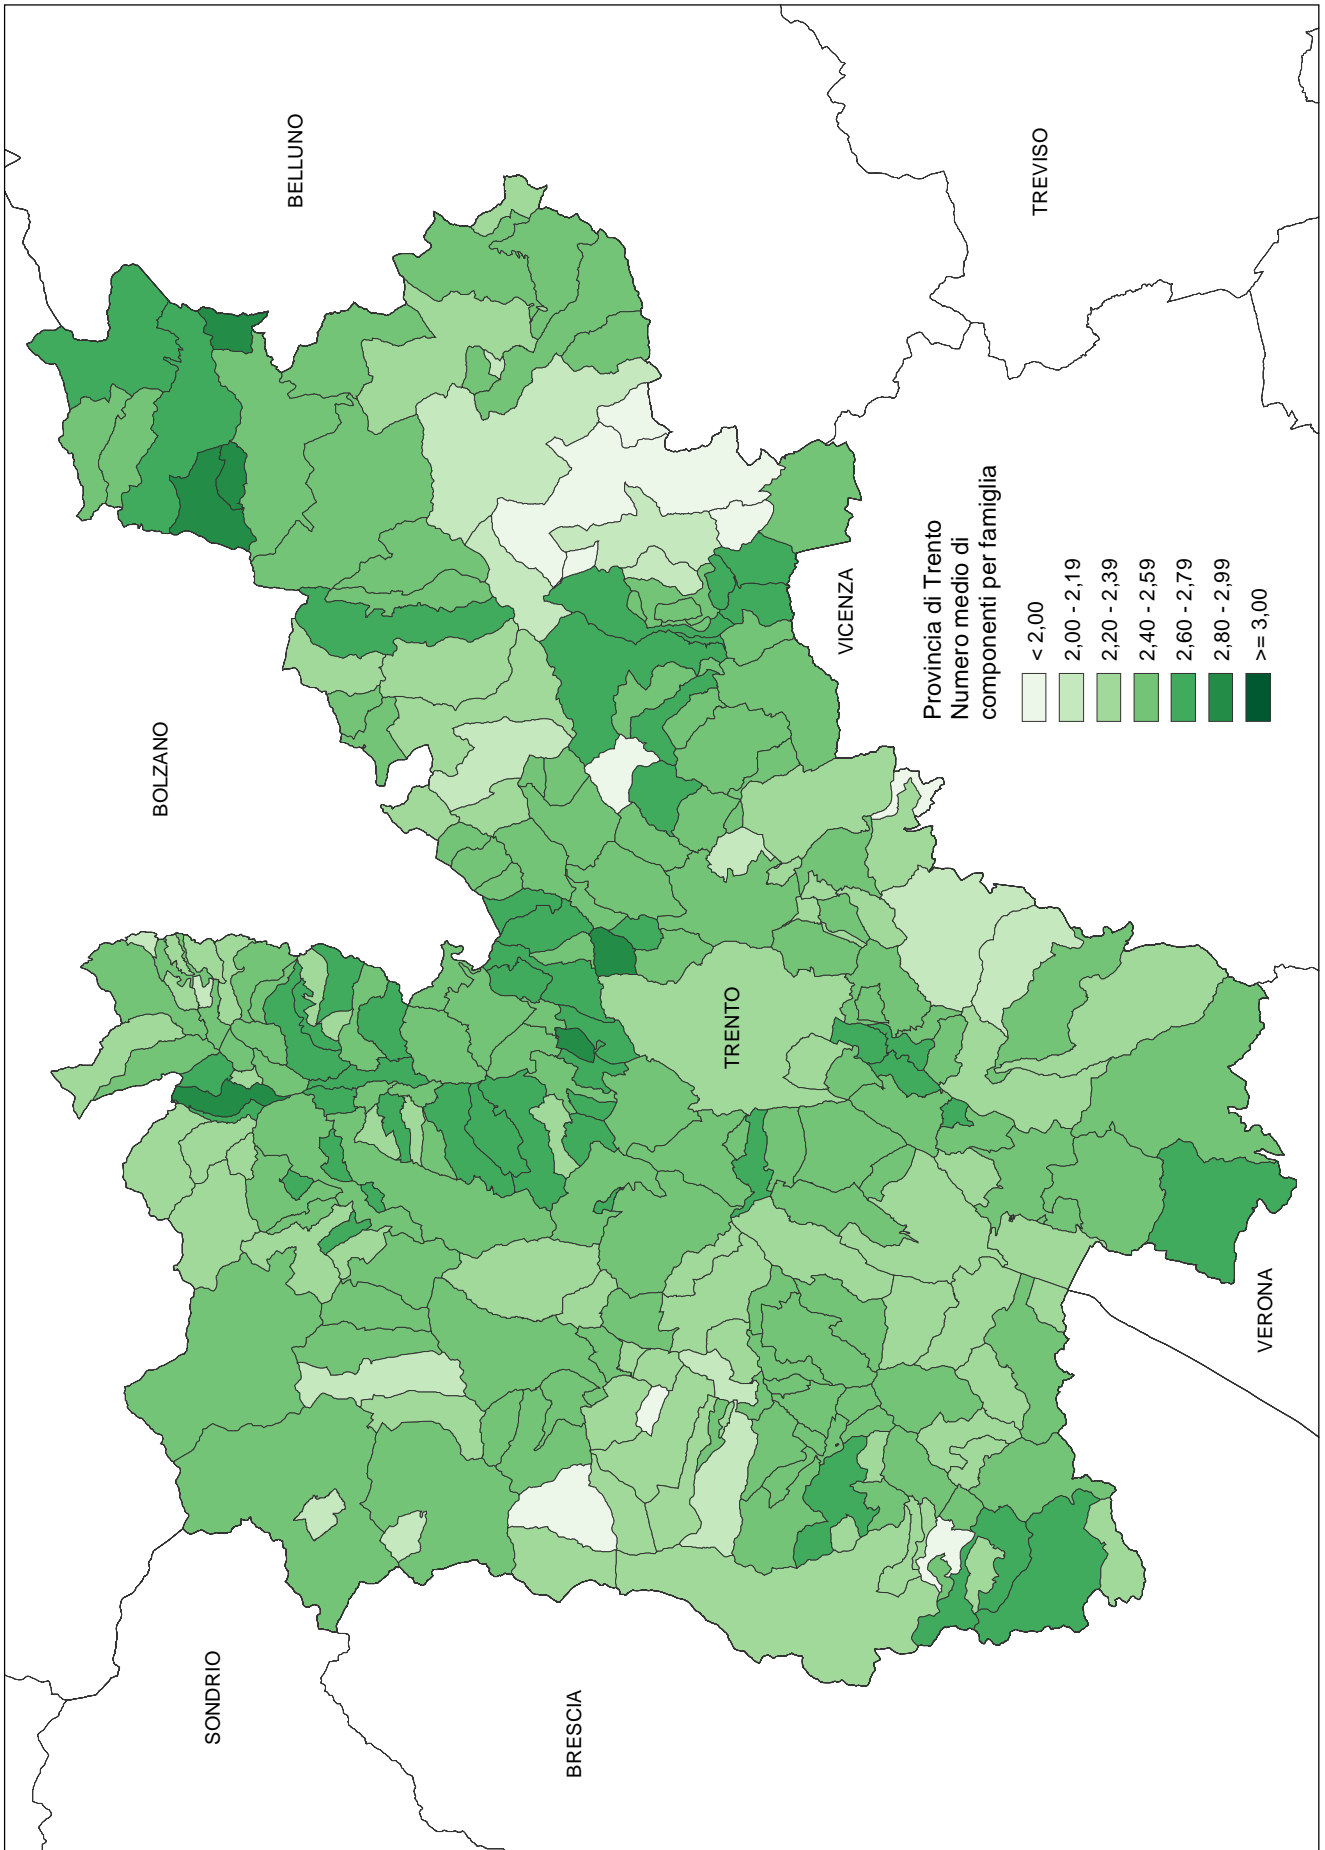 BOLZANO
BELLUNO
SONDRIO
BRESCIA
TRENTO
TREVISO
VICENZA
VERONA
Provincia di Trento
Numero medio di
componenti per famiglia
< 2,00
2,00 - 2,19
2,20 - 2,39
2,40 - 2,59
2,60 - 2,79
2,80 - 2,99
>= 3,00